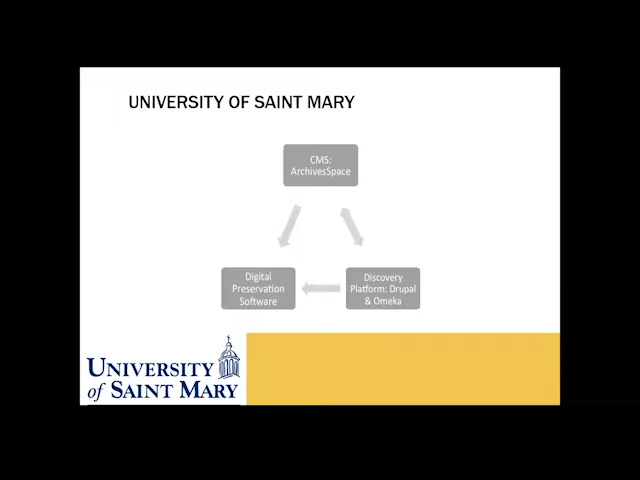 UNIVERSITY OF SAINT MARY
CMS:
ArchivesSpace
Digital
Preservation
Software
Discovery
Platform: Drupal
& Omeka
UNIVERSITY
of SAINT MARY